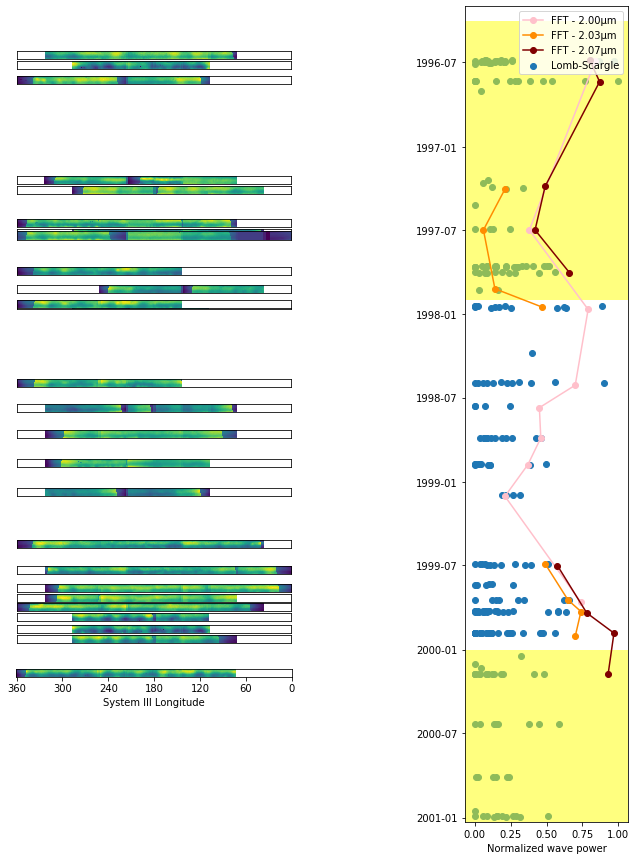 FFT - 2.00μm
FFT - 2.03μm
FFT - 2.07μm
Lomb-Scargle
1996-07
1997-01
1997-07
1998-01
1998-07
1999-01
1999-07
2000-01
2000-07
2001-01
360 300 240 180 120 60 0
System III Longitude
0.00 0.25 0.50 0.75 1.00
Normalized wave power